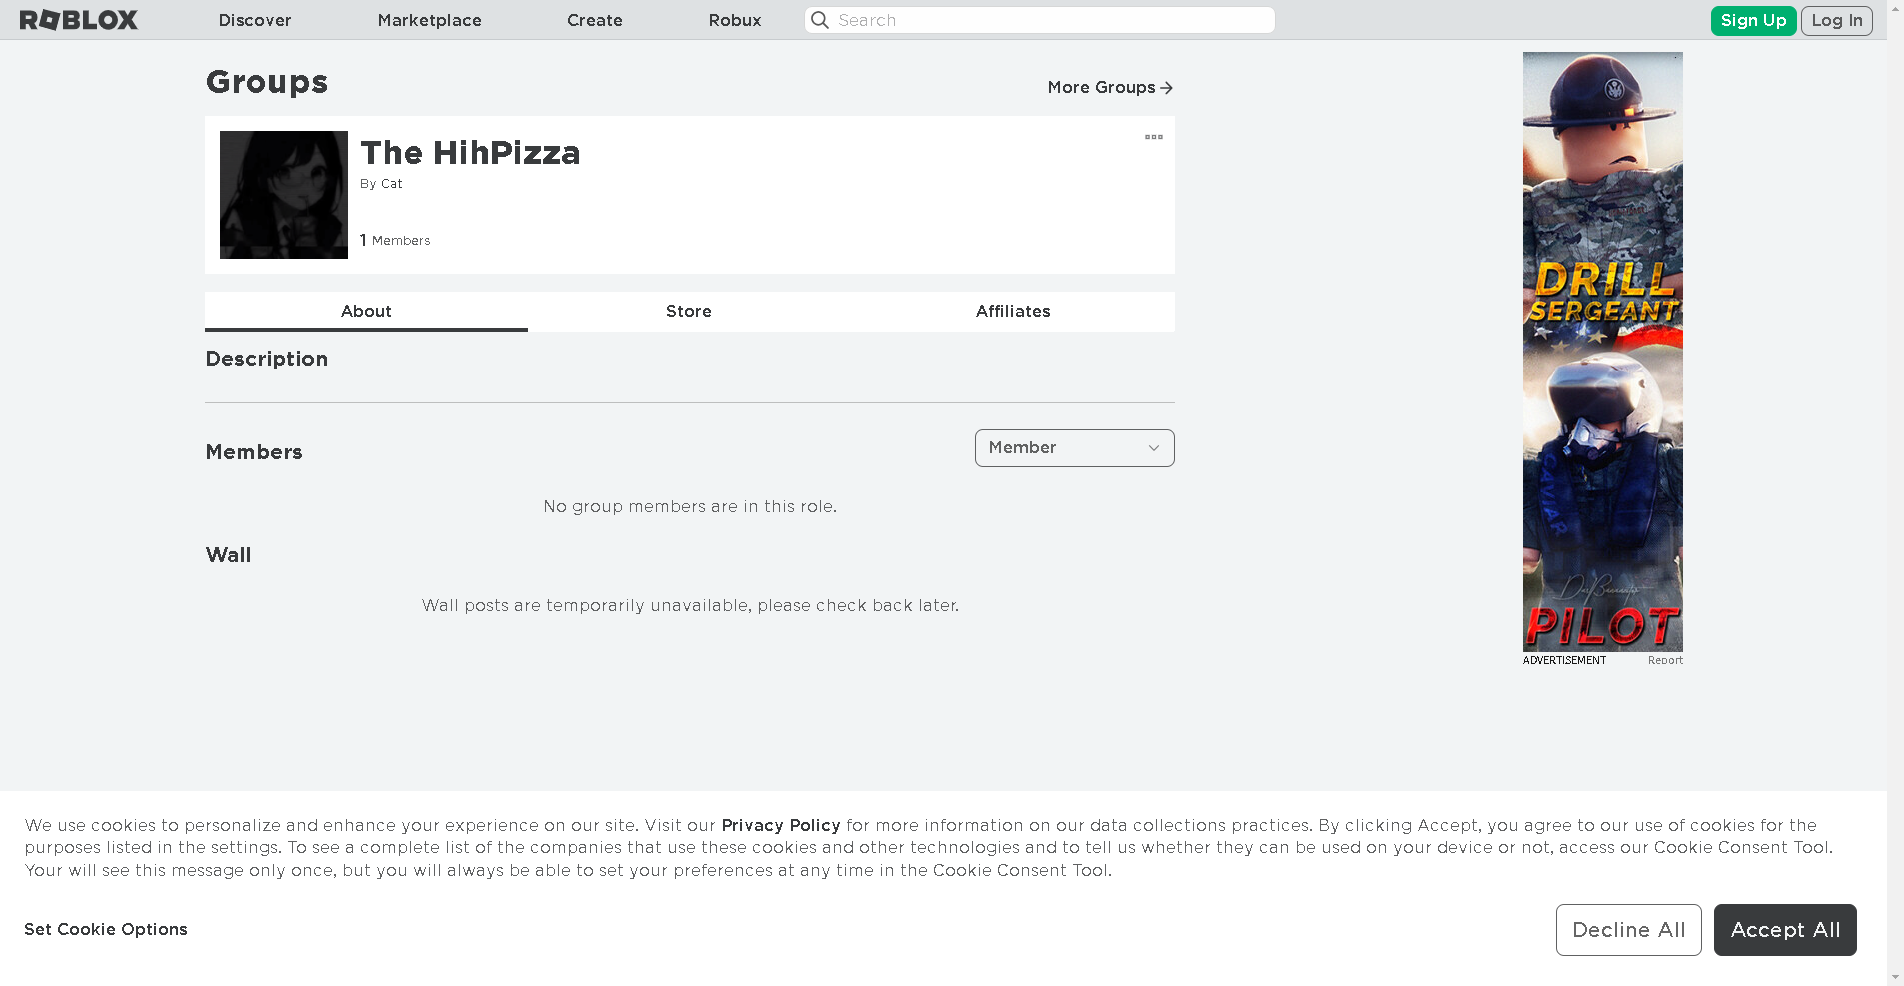 ROBLOX
Discover
Marketplace
Create
Robux
Search
Sign Up
Log In
Groups
More Groups
The HihPizza
By Cat
1 Members
About
Store
Affiliates
Description
Members
Member
No group members are in this role.
Wall
Wall posts are temporarily unavailable, please check back later.
DRILL
SERGEANT
CAVIAR
PILOT
ADVERTISEMENT
Report
We use cookies to personalize and enhance your experience on our site. Visit our Privacy Policy for more information on our data collections practices. By clicking Accept, you agree to our use of cookies for the
purposes listed in the settings. To see a complete list of the companies that use these cookies and other technologies and to tell us whether they can be used on your device or not, access our Cookie Consent Tool.
Your will see this message only once, but you will always be able to set your preferences at any time in the Cookie Consent Tool.
Set Cookie Options
Decline All
Accept All